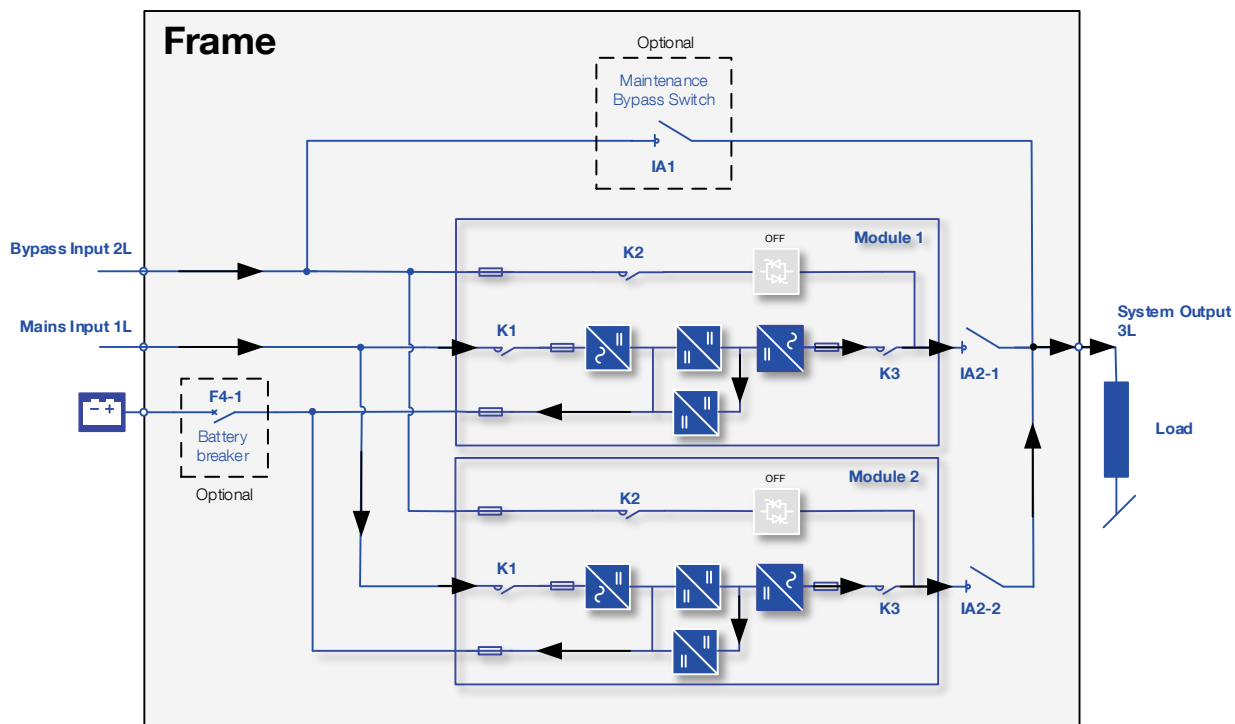 Frame
Optional
Maintenance
Bypass Switch
IA1
Bypass Input 2L
Module 1
OFF
K2
Mains Input 1L
K1
K3
IA2-1
System Output
3L
F4-1
Battery
breaker
Optional
Load
Module 2
OFF
K2
K1
K3
IA2-2